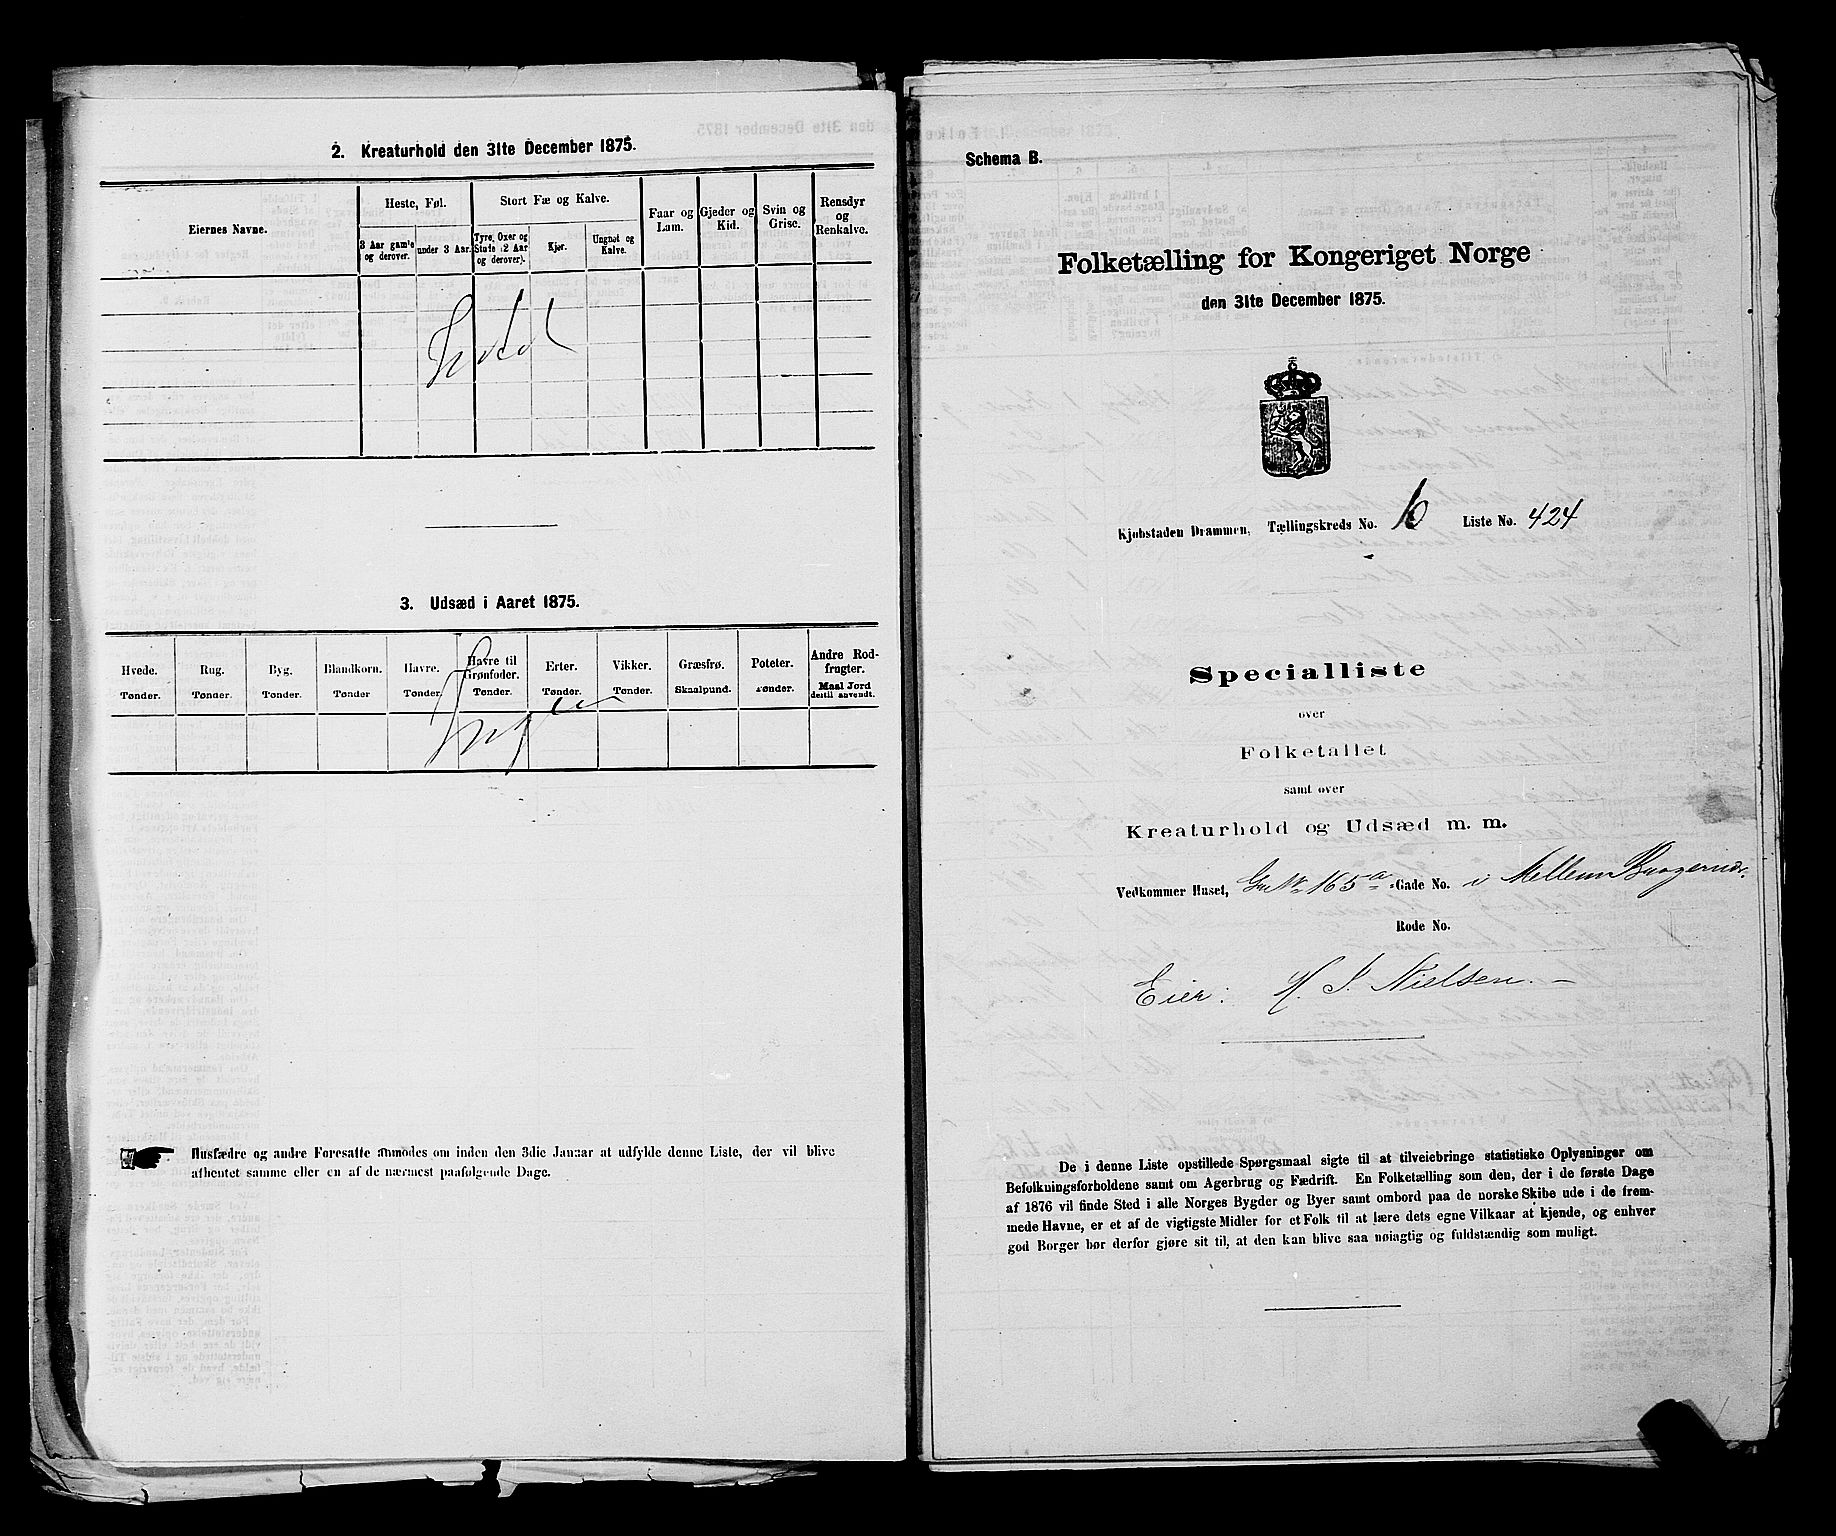 2. Kreaturhold den 31te December 1875.
Eiernes Navne.
Heste, Føl.
Stort Fæ og Kalve.
Faar og Lam.
Gjeder og Kid.
Svin og Grise.
Rensdyr og Renkalve.
3 Aar gamle og derover.
under 3 Aar.
Tyre, Oxer og Stude (2 Aar og derover).
Kjør.
Ungnøt og Kalve.
3. Udsæd i Aaret 1875.
Hvede. Rug. Byg. Blandkorn. Havre. Havre til Grønfoder. Erter. Vikker. Græsfrø. Poteter. Andre Rodfrugter.
Tønder. Tønder. Tønder. Tønder Tønder. Tønder. Tønder. Tønder. Skaalpund. Tønder. Maal Jord dertil anvendt.
Ingen
Husfædre og andre Foresatte anmodes om inden den 3die Januar at udfylde denne Liste, der vil blive
afhentet samme eller en af de nærmest paafølgende Dage.
Schema B.
Folketælling for Kongeriget Norge
den 31te December 1875.
Kjøbstaden Drammen, Tællingskreds No. 6 Liste No. 424
Specialliste
over
Folketallet
samt over
Kreaturhold og Udsæd m. m.
Vedkommer Huset, Gr No 165a Gade No. i Mellem Bragernæs.
Rode No.
Eier: H. J. Nielsen.
De i denne Liste opstillede Spørgsmaal sigte til at tilveiebringe statistiske Oplysninger om
Befolkningsforholdene samt om Agerbrug og Fædrift. En Folketælling som den, der i de første Dage
af 1876 vil finde Sted i alle Norges Bygder og Byer samt ombord paa de norske Skibe ude i de frem-
mede Havne, er et af de vigtigste Midler for et Folk til at lære dets egne Vilkaar at kjende, og enhver
god Borger bør derfor gjøre sit til, at den kan blive saa nøiagtig og fuldstændig som muligt.